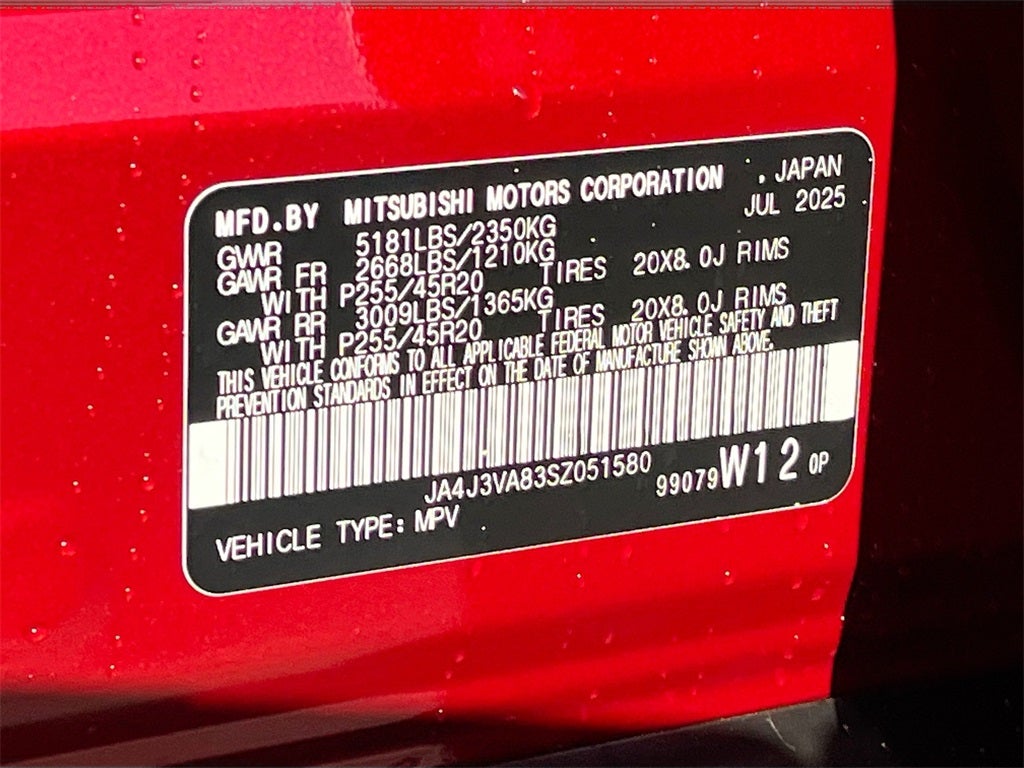 MFD.BY MITSUBISHI MOTORS CORPORATION , JAPAN
JUL 2025
GWR 5181LBS/2350KG
GAWR FR 2668LBS/1210KG
WITH P255/45R20 TIRES 20X8.0J RIMS
GAWR RR 3009LBS/1365KG
WITH P255/45R20 TIRES 20X8.0J RIMS
THIS VEHICLE CONFORMS TO ALL APPLICABLE FEDERAL MOTOR VEHICLE SAFETY AND THEFT
PREVENTION STANDARDS IN EFFECT ON THE DATE OF MANUFACTURE SHOWN ABOVE.
JA4J3VA83SZ051580 99079 W12 0P
VEHICLE TYPE: MPV